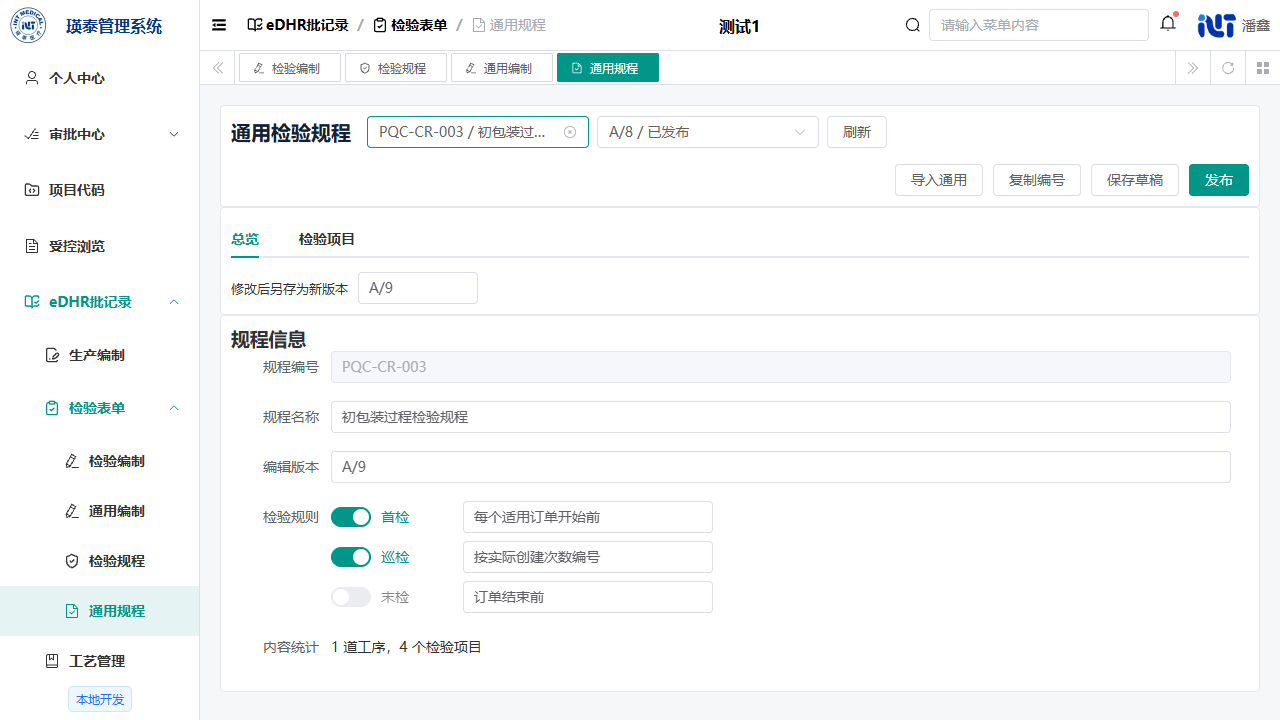 瑛泰管理系统
个人中心
审批中心
项目代码
受控浏览
eDHR批记录
生产编制
检验表单
检验编制
通用编制
检验规程
通用规程
工艺管理
本地开发
eDHR批记录 / 检验表单 / 通用规程
测试1
请输入菜单内容
潘鑫
检验编制
检验规程
通用编制
通用规程
通用检验规程
PQC-CR-003 / 初包装过...
A/8 / 已发布
刷新
导入通用
复制编号
保存草稿
发布
总览
检验项目
修改后另存为新版本
A/9
规程信息
规程编号
PQC-CR-003
规程名称
初包装过程检验规程
编辑版本
A/9
检验规则
首检
每个适用订单开始前
巡检
按实际创建次数编号
末检
订单结束前
内容统计
1 道工序，4 个检验项目